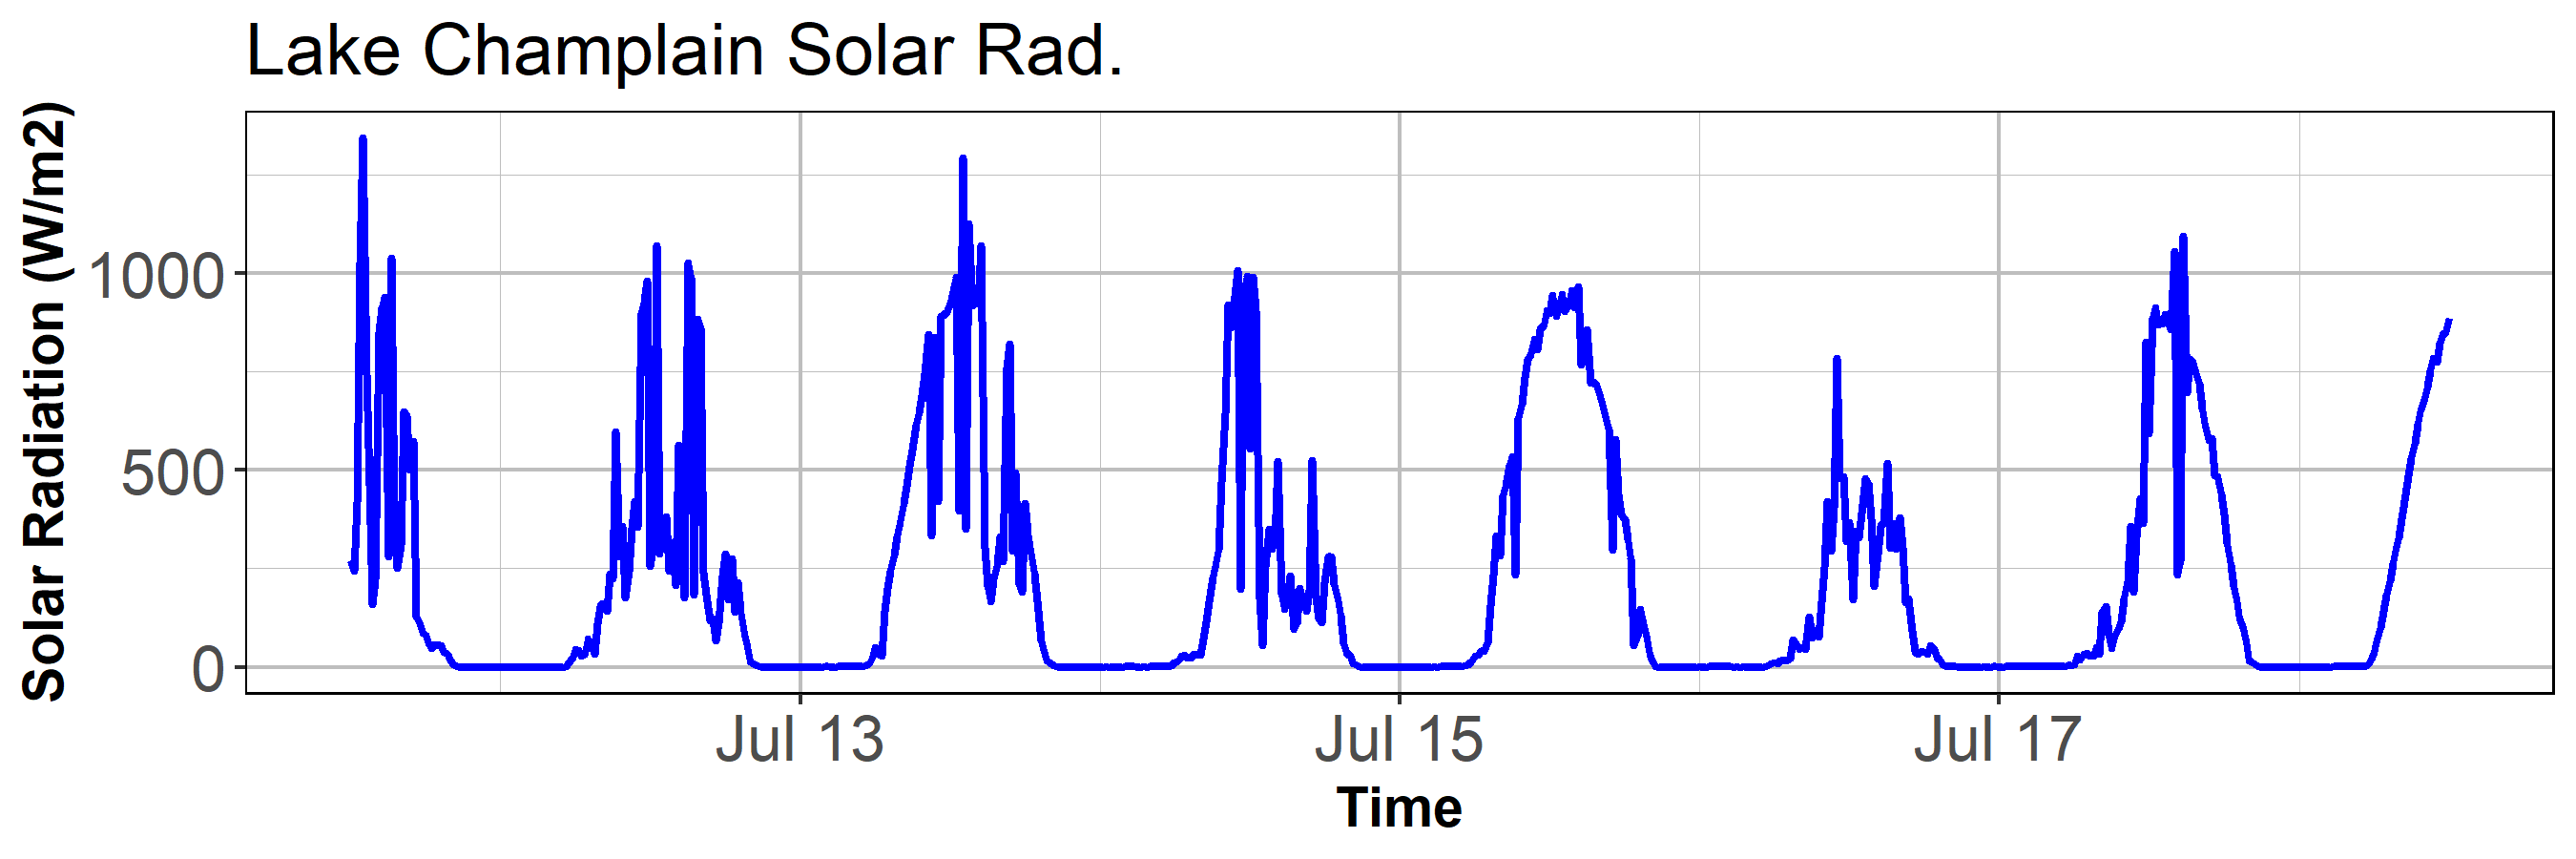 Lake Champlain Solar Rad.
Solar Radiation (W/m2)
1000
500
0
Jul 13
Jul 15
Jul 17
Time